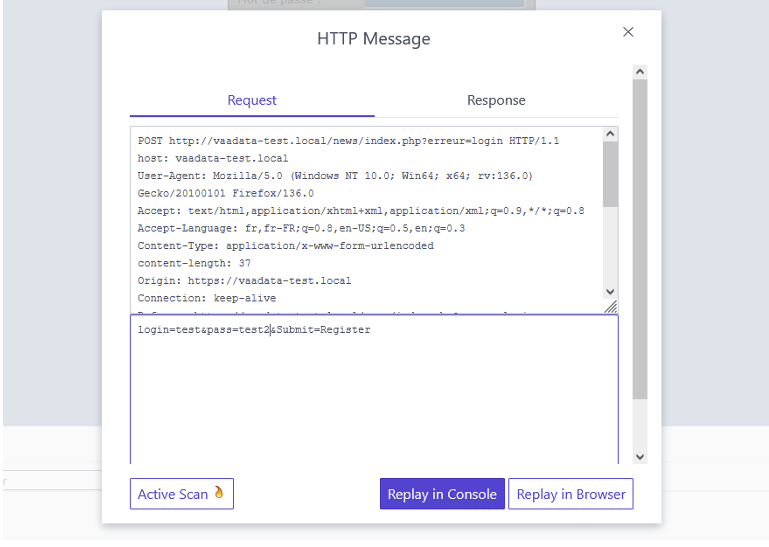 Mot de passe :
HTTP Message
Request Response
POST http://vaadata-test.local/news/index.php?erreur=login HTTP/1.1
host: vaadata-test.local
User-Agent: Mozilla/5.0 (Windows NT 10.0; Win64; x64; rv:136.0)
Gecko/20100101 Firefox/136.0
Accept: text/html,application/xhtml+xml,application/xml;q=0.9,*/*;q=0.8
Accept-Language: fr,fr-FR;q=0.8,en-US;q=0.5,en;q=0.3
Content-Type: application/x-www-form-urlencoded
content-length: 37
Origin: https://vaadata-test.local
Connection: keep-alive
login=test&pass=test2&Submit=Register
Active Scan Replay in Console Replay in Browser